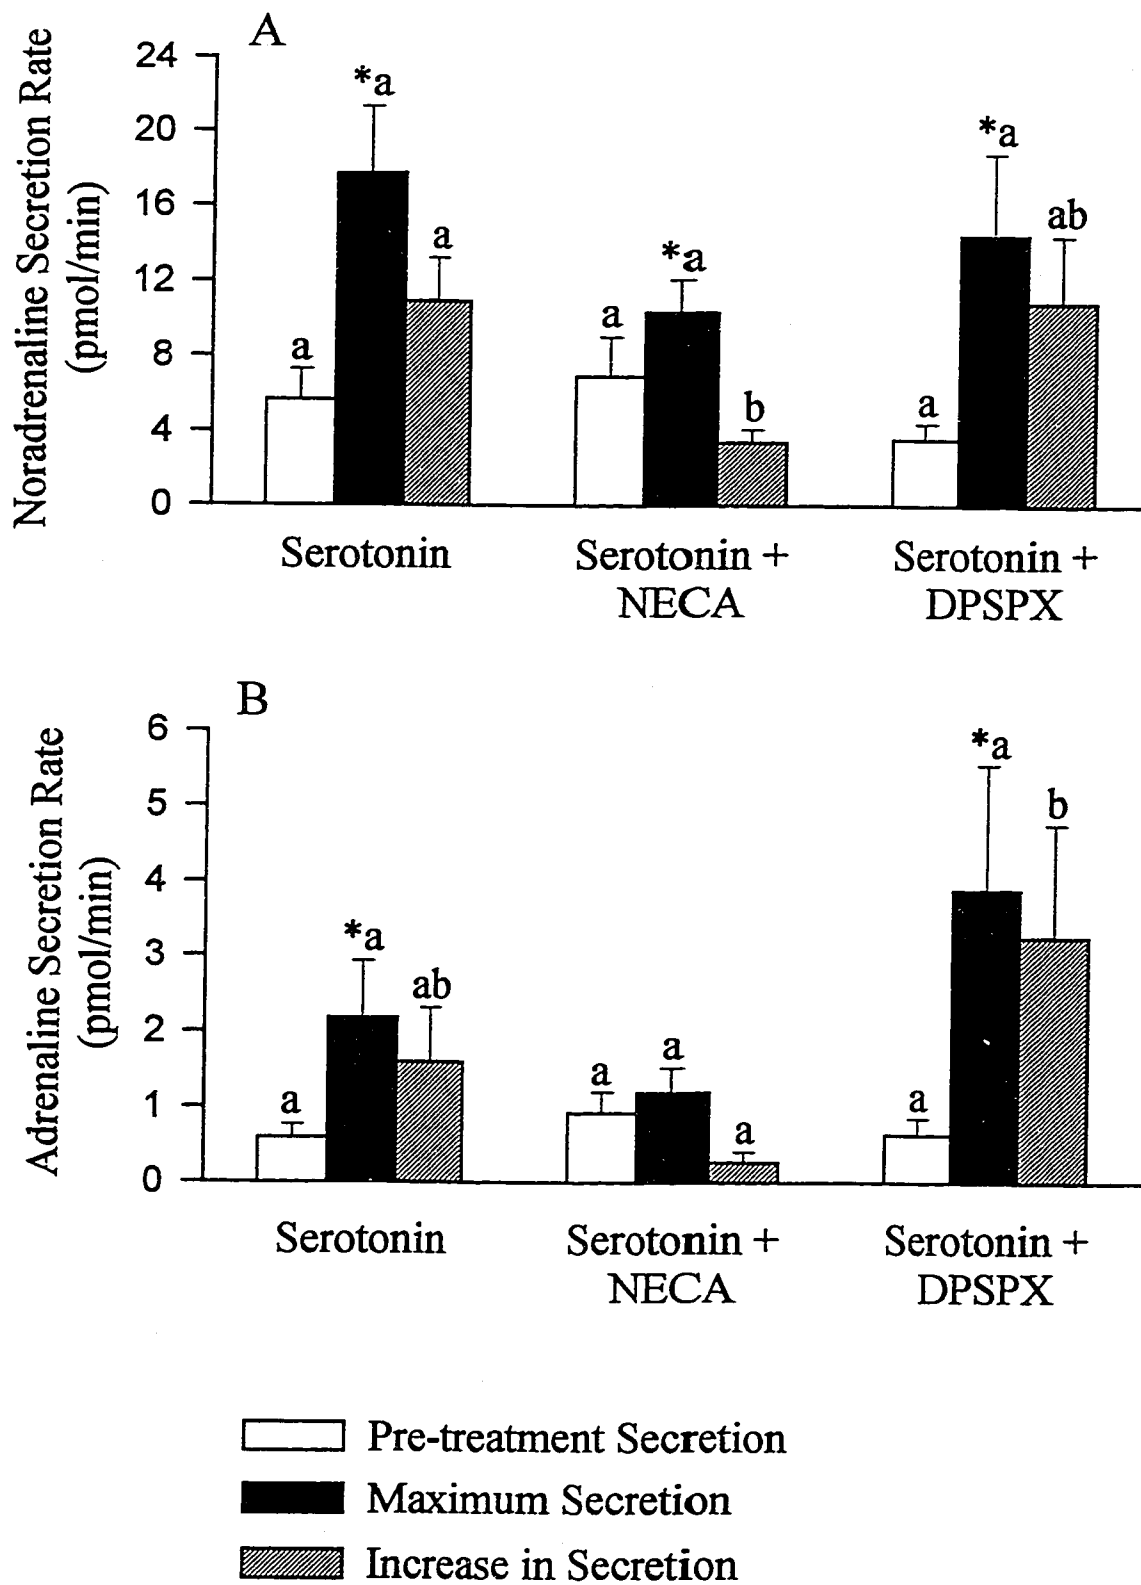 A
Noradrenaline Secretion Rate
(pmol/min)
24
20
16
12
8
4
0
a
*a
a
a
*a
b
a
*a
ab
Serotonin
Serotonin +
NECA
Serotonin +
DPSPX
B
Adrenaline Secretion Rate
(pmol/min)
6
5
4
3
2
1
0
a
*a
ab
a
a
a
a
*a
b
Serotonin
Serotonin +
NECA
Serotonin +
DPSPX
Pre-treatment Secretion
Maximum Secretion
Increase in Secretion